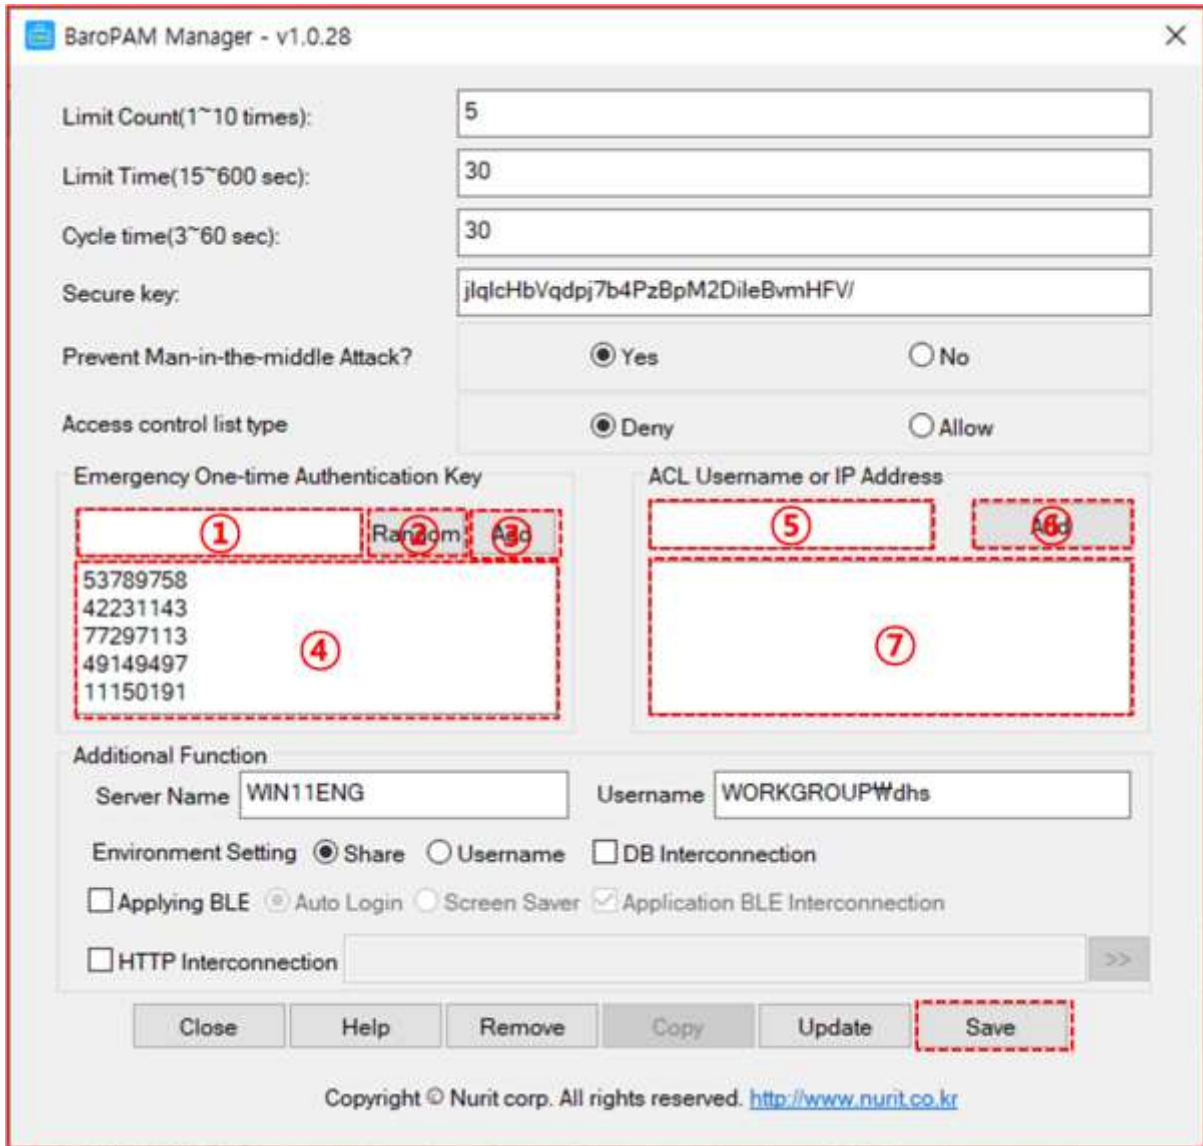 BaroPAM Manager - v1.0.28
Limit Count(1~10 times): 5
Limit Time(15~600 sec): 30
Cycle time(3~60 sec): 30
Secure key: jIqIcHbVqdpj7b4PzBpM2DiIeBvmHFV/
Prevent Man-in-the-middle Attack? Yes No
Access control list type Deny Allow
Emergency One-time Authentication Key ACL Username or IP Address
① Random ② Add ③ ⑤ Add ⑥
53789758
42231143
77297113
49149497
11150191
④ ⑦
Additional Function
Server Name WIN11ENG Username WORKGROUP₩dhs
Environment Setting Share Username DB Interconnection
Applying BLE Auto Login Screen Saver Application BLE Interconnection
HTTP Interconnection >>
Close Help Remove Copy Update Save
Copyright © Nurit corp. All rights reserved. http://www.nurit.co.kr